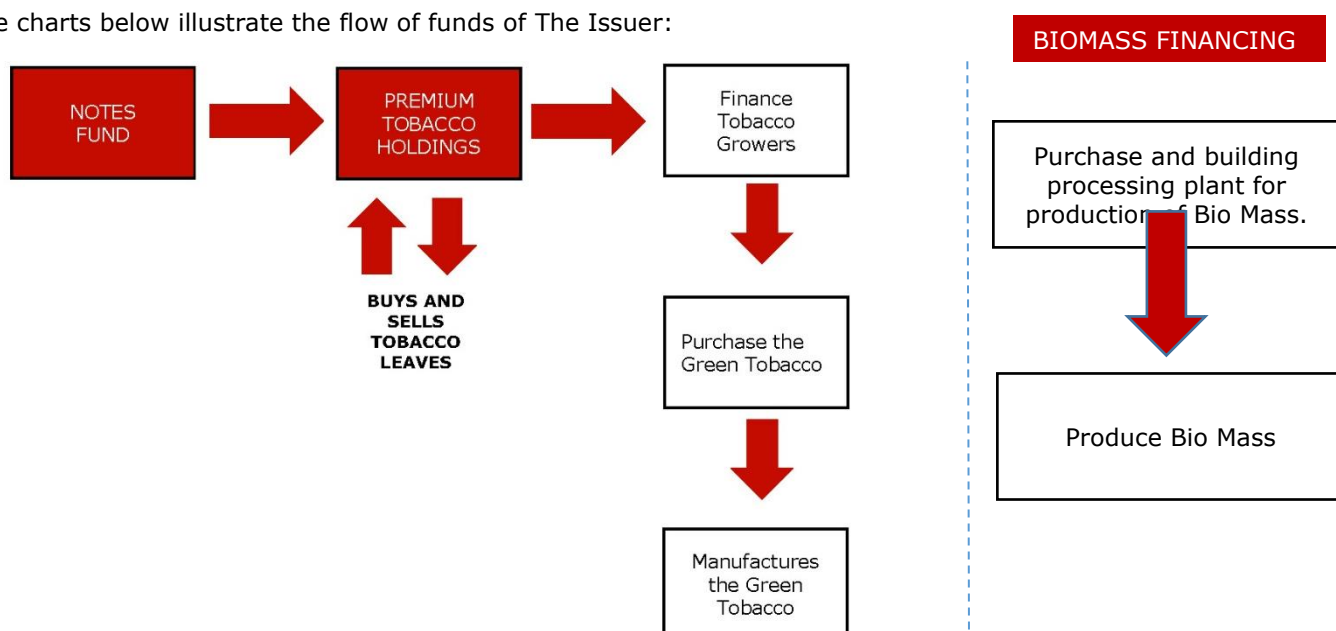 e charts below illustrate the flow of funds of The Issuer:
NOTES
FUND
PREMIUM
TOBACCO
HOLDINGS
BUYS AND
SELLS
TOBACCO
LEAVES
Finance
Tobacco
Growers
Purchase the
Green Tobacco
Manufactures
the Green
Tobacco
BIOMASS FINANCING
Purchase and building
processing plant for
production of Bio Mass.
Produce Bio Mass